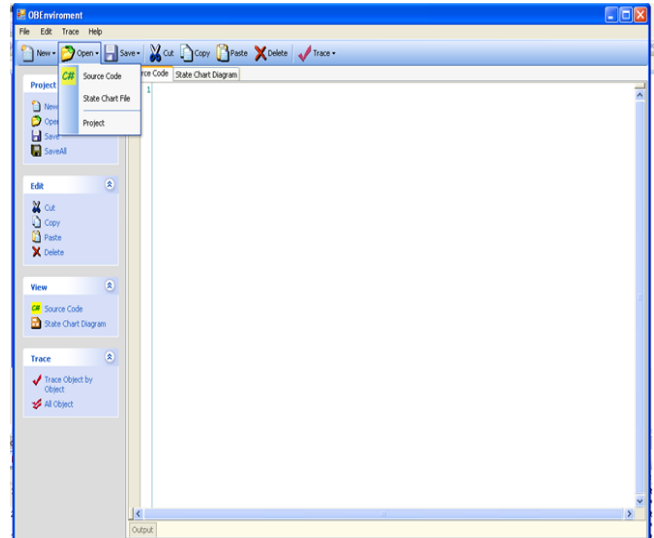 OBEnviroment
File Edit Trace Help
New Open Save Cut Copy Paste Delete Trace
C# Source Code
State Chart File
Project
rce Code State Chart Diagram
1
Project
New
Ope
Save
SaveAll
Edit
Cut
Copy
Paste
Delete
View
C# Source Code
State Chart Diagram
Trace
Trace Object by
Object
All Object
Output